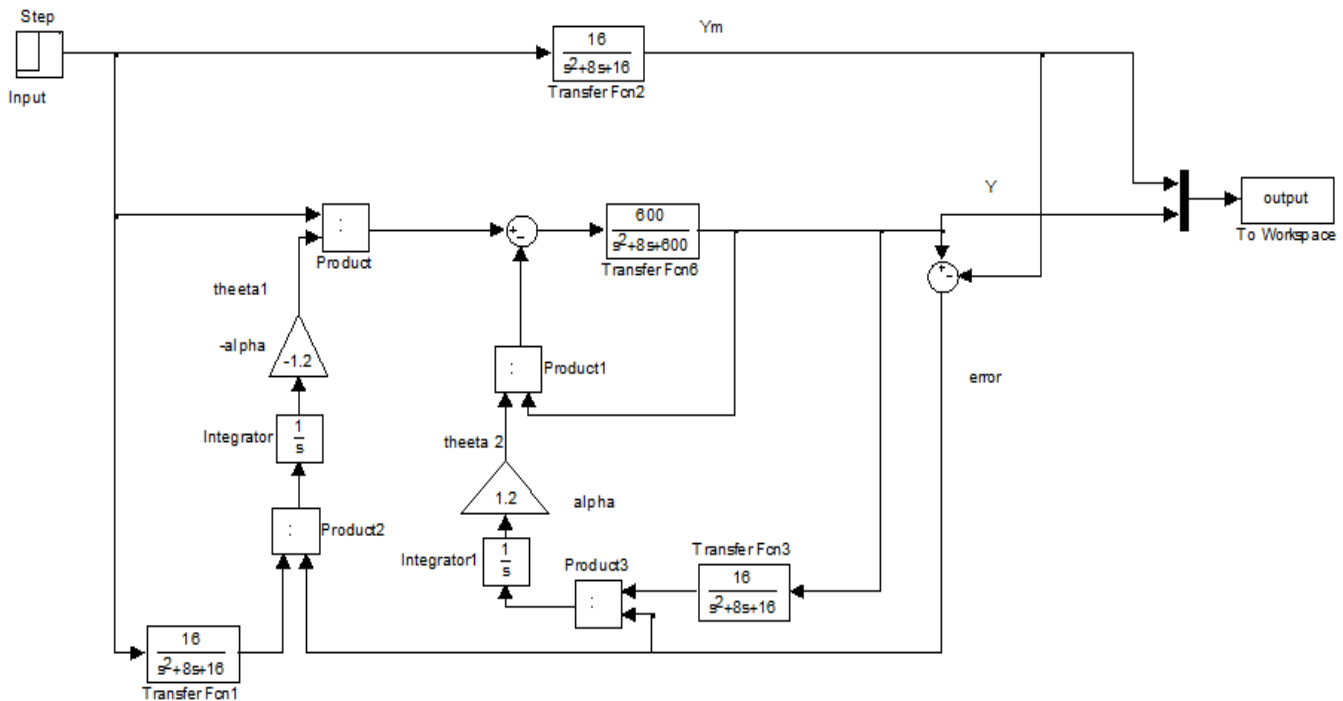 Step
Input
16
s²+8s+16
Transfer Fcn2
Ym
Y
output
To Workspace
:
Product
+
-
600
s²+8s+600
Transfer Fcn6
+
-
theeta1
-alpha
-1.2
:
Product1
error
Integrator
1
s
theeta 2
1.2
alpha
:
Product2
Integrator1
1
s
Product3
:
Transfer Fcn3
16
s²+8s+16
16
s²+8s+16
Transfer Fcn1